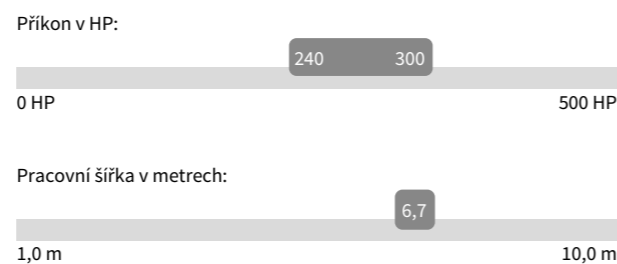 Příkon v HP:
240 300
0 HP 500 HP
Pracovní šířka v metrech:
6,7
1,0 m 10,0 m